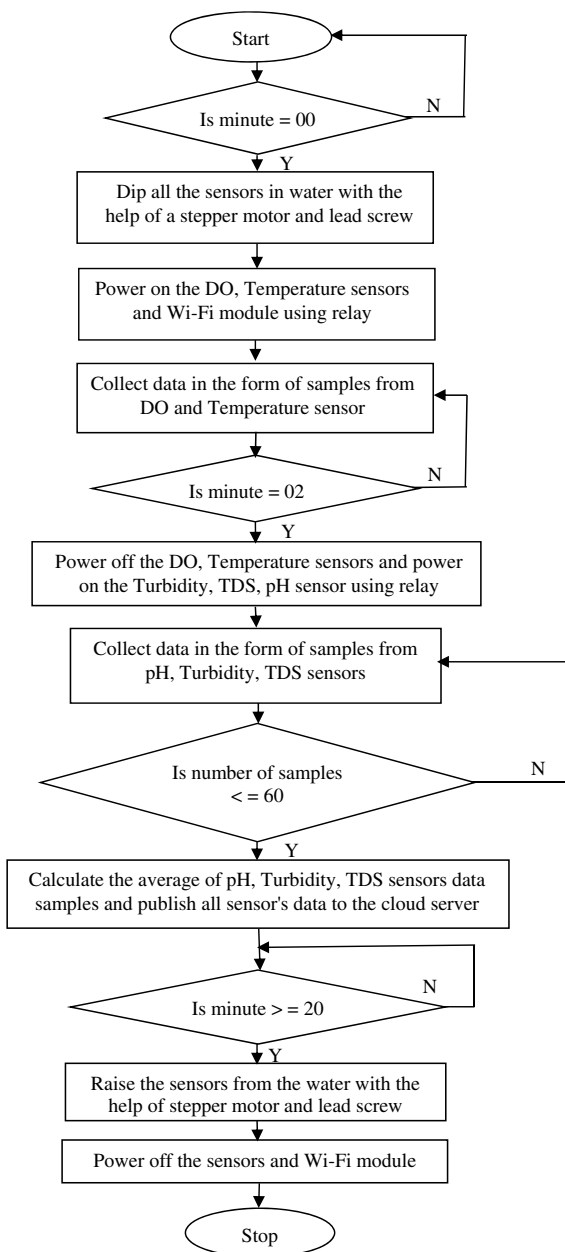 Start
Is minute = 00
N
Y
Dip all the sensors in water with the
help of a stepper motor and lead screw
Power on the DO, Temperature sensors
and Wi-Fi module using relay
Collect data in the form of samples from
DO and Temperature sensor
N
Is minute = 02
Y
Power off the DO, Temperature sensors and power
on the Turbidity, TDS, pH sensor using relay
Collect data in the form of samples from
pH, Turbidity, TDS sensors
Is number of samples
< = 60
N
Y
Calculate the average of pH, Turbidity, TDS sensors data
samples and publish all sensor's data to the cloud server
N
Is minute > = 20
Y
Raise the sensors from the water with the
help of stepper motor and lead screw
Power off the sensors and Wi-Fi module
Stop